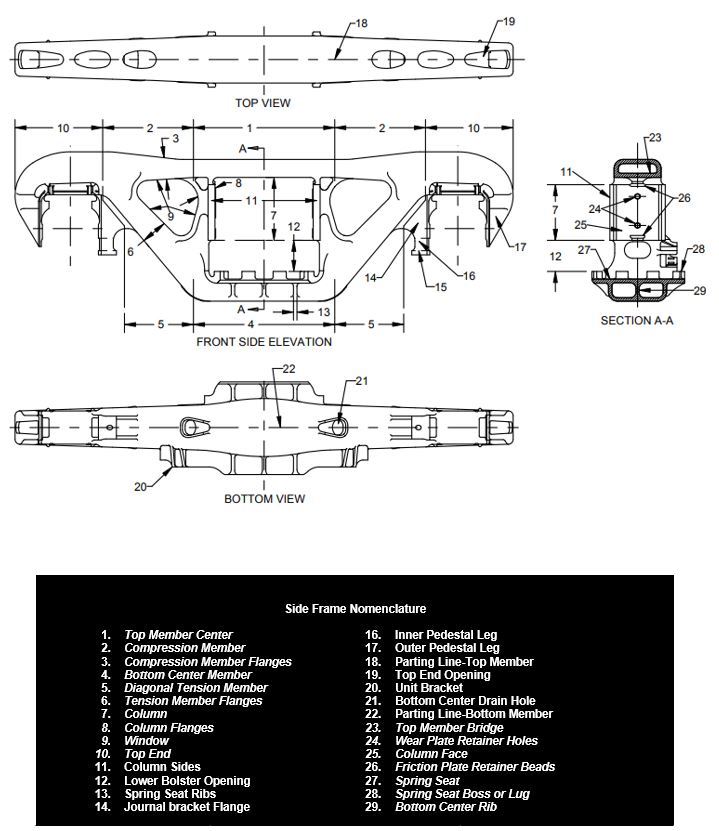 18
19
TOP VIEW
10
2
1
2
10
3
A
23
11
8
9
11
7
12
6
14
16
15
17
7
24
25
26
12
27
28
29
A
13
5
4
5
FRONT SIDE ELEVATION
SECTION A-A
22
21
20
BOTTOM VIEW
Side Frame Nomenclature
1. Top Member Center
2. Compression Member
3. Compression Member Flanges
4. Bottom Center Member
5. Diagonal Tension Member
6. Tension Member Flanges
7. Column
8. Column Flanges
9. Window
10. Top End
11. Column Sides
12. Lower Bolster Opening
13. Spring Seat Ribs
14. Journal bracket Flange
16. Inner Pedestal Leg
17. Outer Pedestal Leg
18. Parting Line-Top Member
19. Top End Opening
20. Unit Bracket
21. Bottom Center Drain Hole
22. Parting Line-Bottom Member
23. Top Member Bridge
24. Wear Plate Retainer Holes
25. Column Face
26. Friction Plate Retainer Beads
27. Spring Seat
28. Spring Seat Boss or Lug
29. Bottom Center Rib